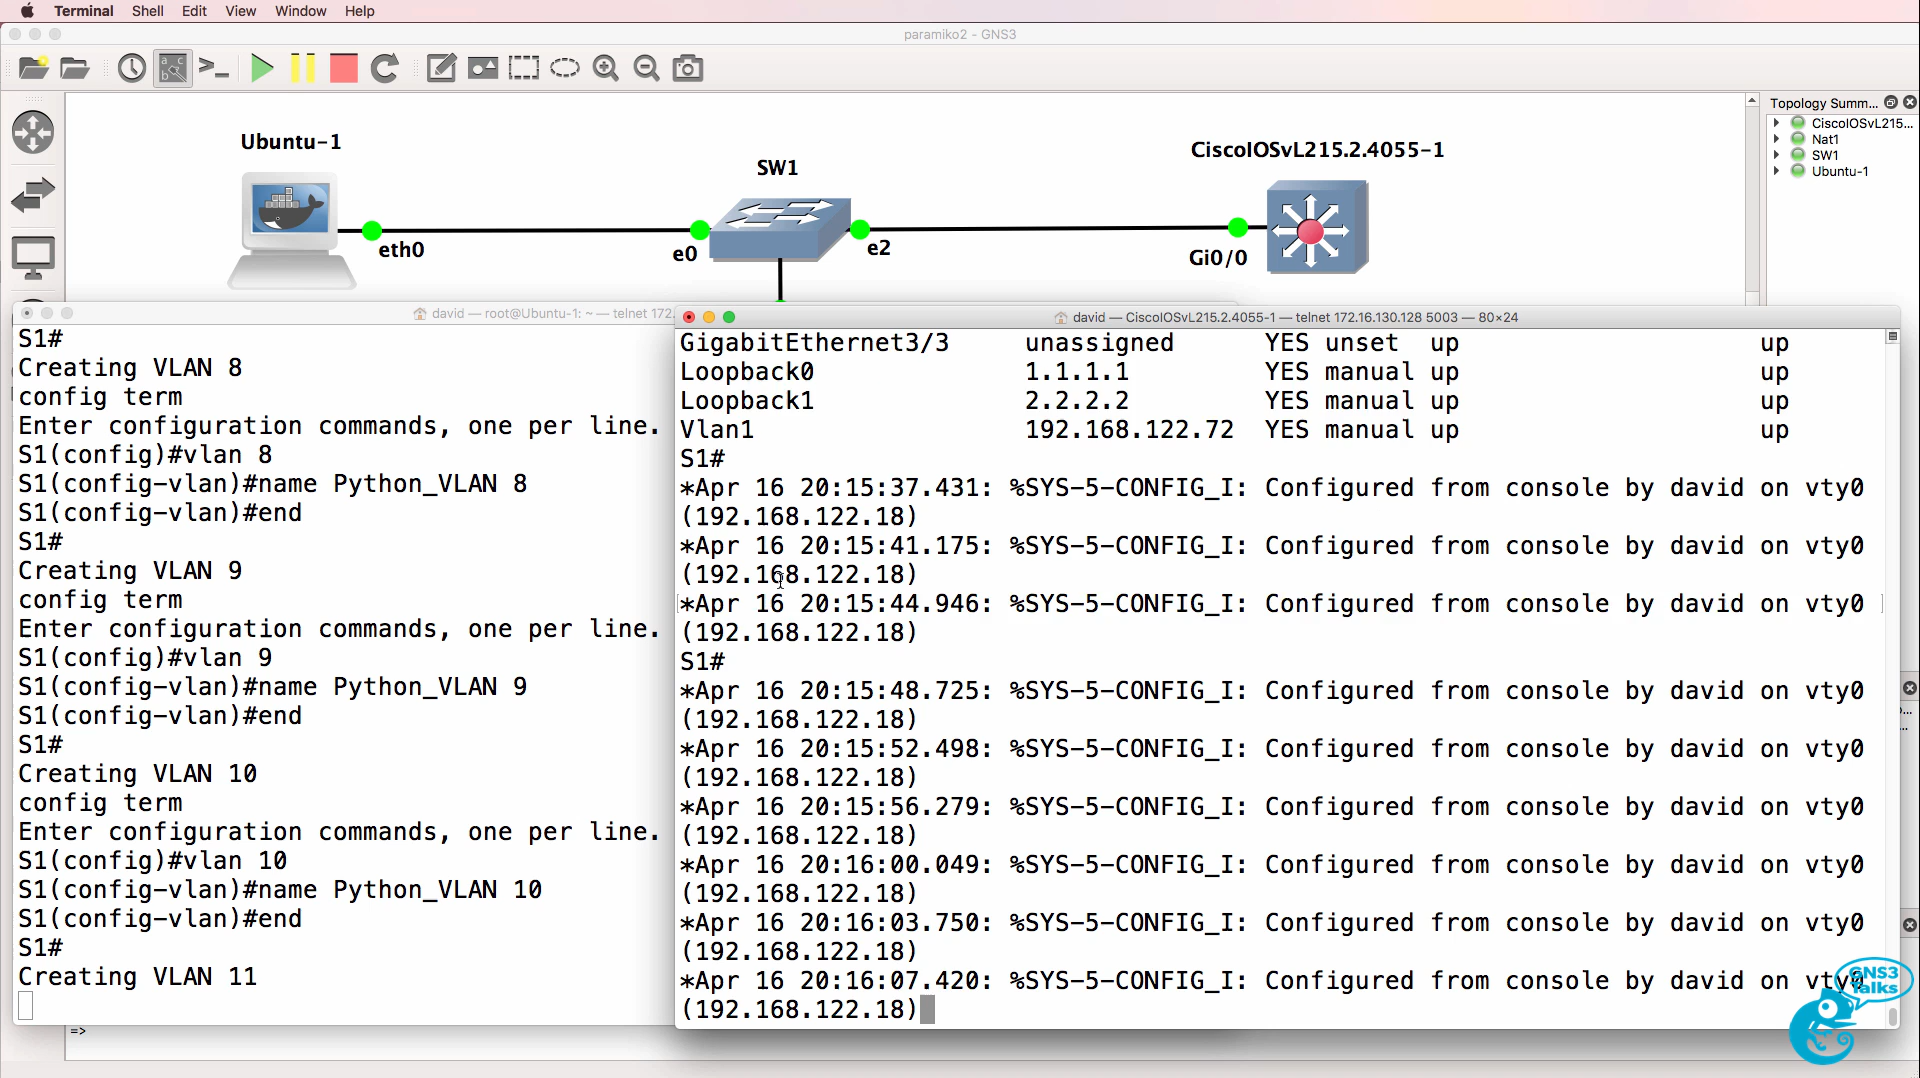 Terminal Shell Edit View Window Help
paramiko2 - GNS3
Topology Summ...
CiscoIOSvL215...
Nat1
SW1
Ubuntu-1
Ubuntu-1
SW1
CiscoIOSvL215.2.4055-1
eth0
e0
e2
Gi0/0
david — root@Ubuntu-1: ~ — telnet 172.
S1#
Creating VLAN 8
config term
Enter configuration commands, one per line.
S1(config)#vlan 8
S1(config-vlan)#name Python_VLAN 8
S1(config-vlan)#end
S1#
Creating VLAN 9
config term
Enter configuration commands, one per line.
S1(config)#vlan 9
S1(config-vlan)#name Python_VLAN 9
S1(config-vlan)#end
S1#
Creating VLAN 10
config term
Enter configuration commands, one per line.
S1(config)#vlan 10
S1(config-vlan)#name Python_VLAN 10
S1(config-vlan)#end
S1#
Creating VLAN 11
=>
david — CiscoIOSvL215.2.4055-1 — telnet 172.16.130.128 5003 — 80×24
GigabitEthernet3/3 unassigned YES unset up up
Loopback0 1.1.1.1 YES manual up up
Loopback1 2.2.2.2 YES manual up up
Vlan1 192.168.122.72 YES manual up up
S1#
*Apr 16 20:15:37.431: %SYS-5-CONFIG_I: Configured from console by david on vty0
(192.168.122.18)
*Apr 16 20:15:41.175: %SYS-5-CONFIG_I: Configured from console by david on vty0
(192.168.122.18)
*Apr 16 20:15:44.946: %SYS-5-CONFIG_I: Configured from console by david on vty0
(192.168.122.18)
S1#
*Apr 16 20:15:48.725: %SYS-5-CONFIG_I: Configured from console by david on vty0
(192.168.122.18)
*Apr 16 20:15:52.498: %SYS-5-CONFIG_I: Configured from console by david on vty0
(192.168.122.18)
*Apr 16 20:15:56.279: %SYS-5-CONFIG_I: Configured from console by david on vty0
(192.168.122.18)
*Apr 16 20:16:00.049: %SYS-5-CONFIG_I: Configured from console by david on vty0
(192.168.122.18)
*Apr 16 20:16:03.750: %SYS-5-CONFIG_I: Configured from console by david on vty0
(192.168.122.18)
*Apr 16 20:16:07.420: %SYS-5-CONFIG_I: Configured from console by david on vty0
(192.168.122.18)
GNS3
Talks